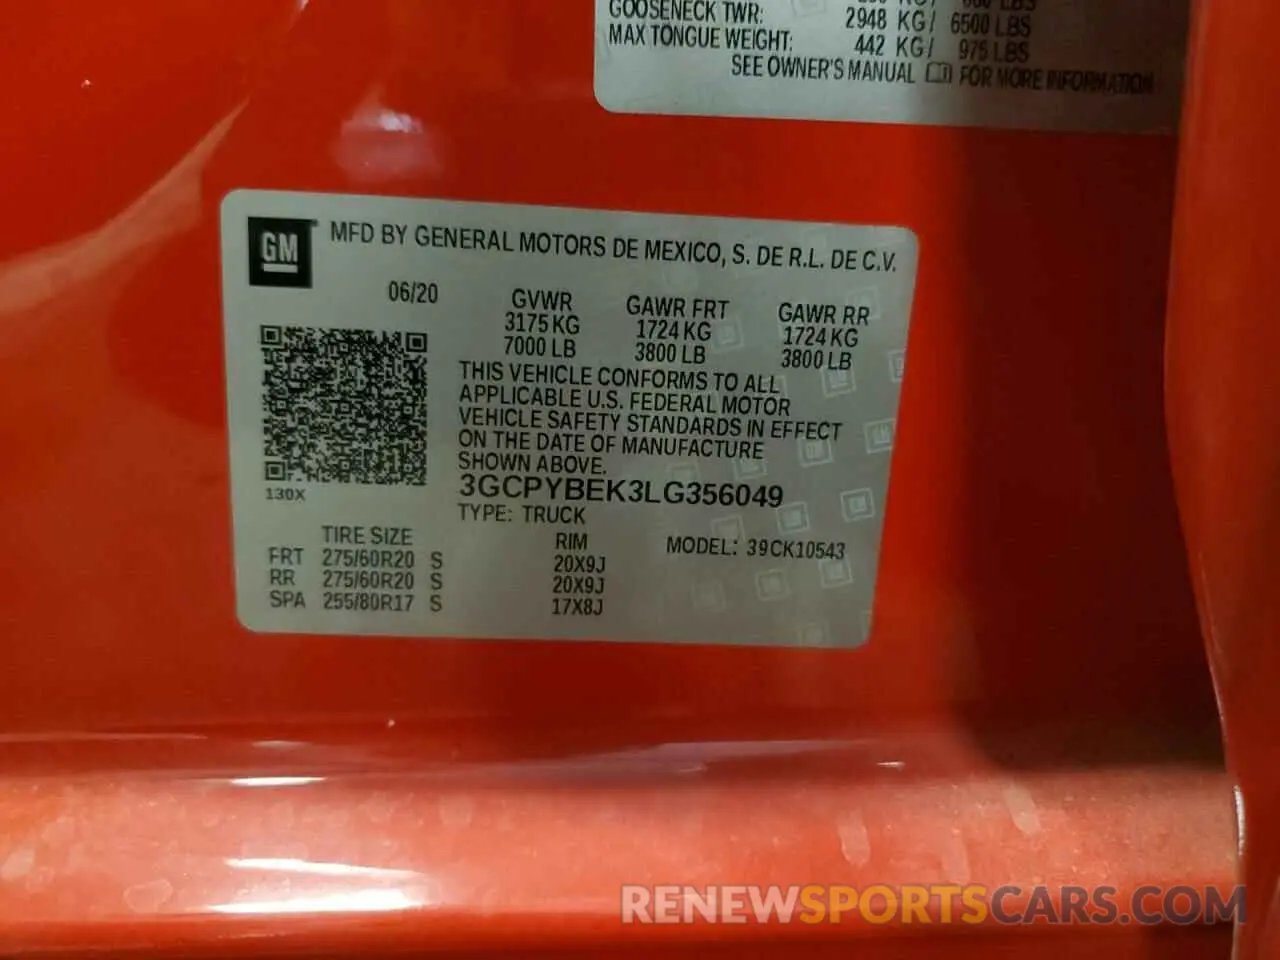 GOOSENECK TWR: 2948 KG/ 6500 LBS
MAX TONGUE WEIGHT: 442 KG/ 975 LBS
SEE OWNER'S MANUAL FOR MORE INFORMATION
GM
MFD BY GENERAL MOTORS DE MEXICO, S. DE R.L. DE C.V.
06/20
GVWR GAWR FRT GAWR RR
3175 KG 1724 KG 1724 KG
7000 LB 3800 LB 3800 LB
THIS VEHICLE CONFORMS TO ALL
APPLICABLE U.S. FEDERAL MOTOR
VEHICLE SAFETY STANDARDS IN EFFECT
ON THE DATE OF MANUFACTURE
SHOWN ABOVE.
130X
3GCPYBEK3LG356049
TYPE: TRUCK
TIRE SIZE RIM MODEL: 39CK10543
FRT 275/60R20 S 20X9J
RR 275/60R20 S 20X9J
SPA 255/80R17 S 17X8J
RENEWSPORTSCARS.COM